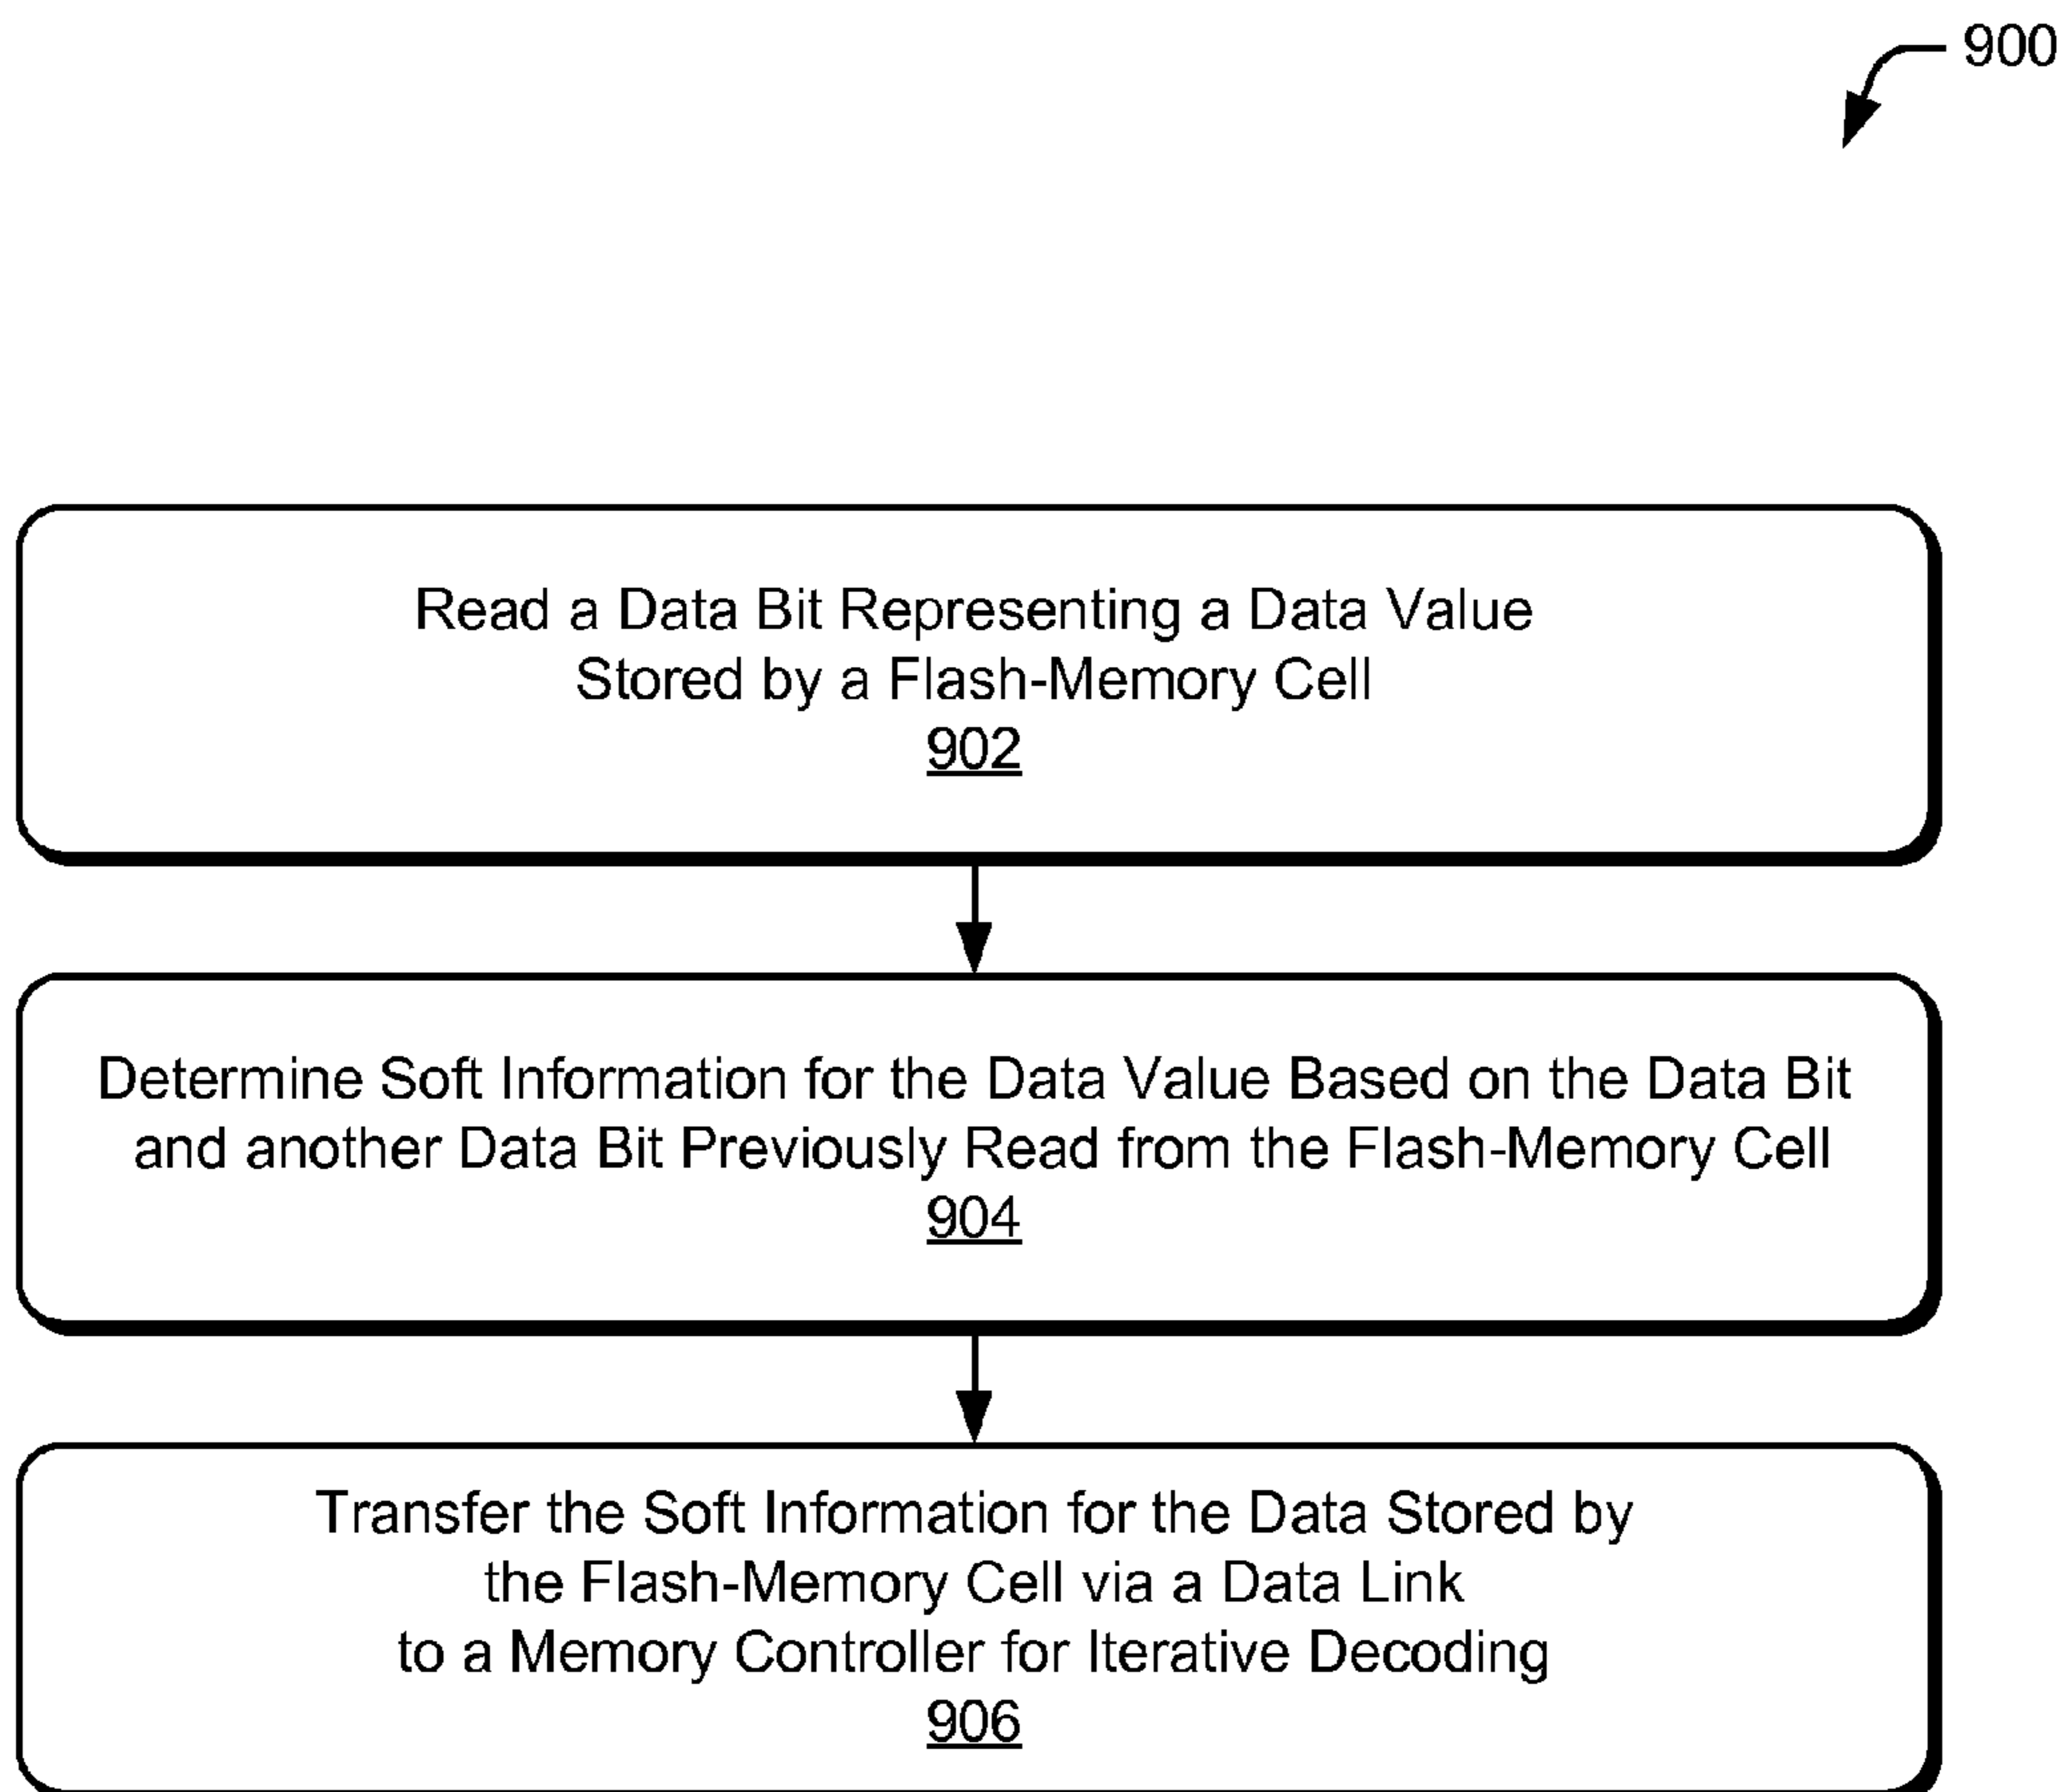 900
Read a Data Bit Representing a Data Value
Stored by a Flash-Memory Cell
902
Determine Soft Information for the Data Value Based on the Data Bit
and another Data Bit Previously Read from the Flash-Memory Cell
904
Transfer the Soft Information for the Data Stored by
the Flash-Memory Cell via a Data Link
to a Memory Controller for Iterative Decoding
906